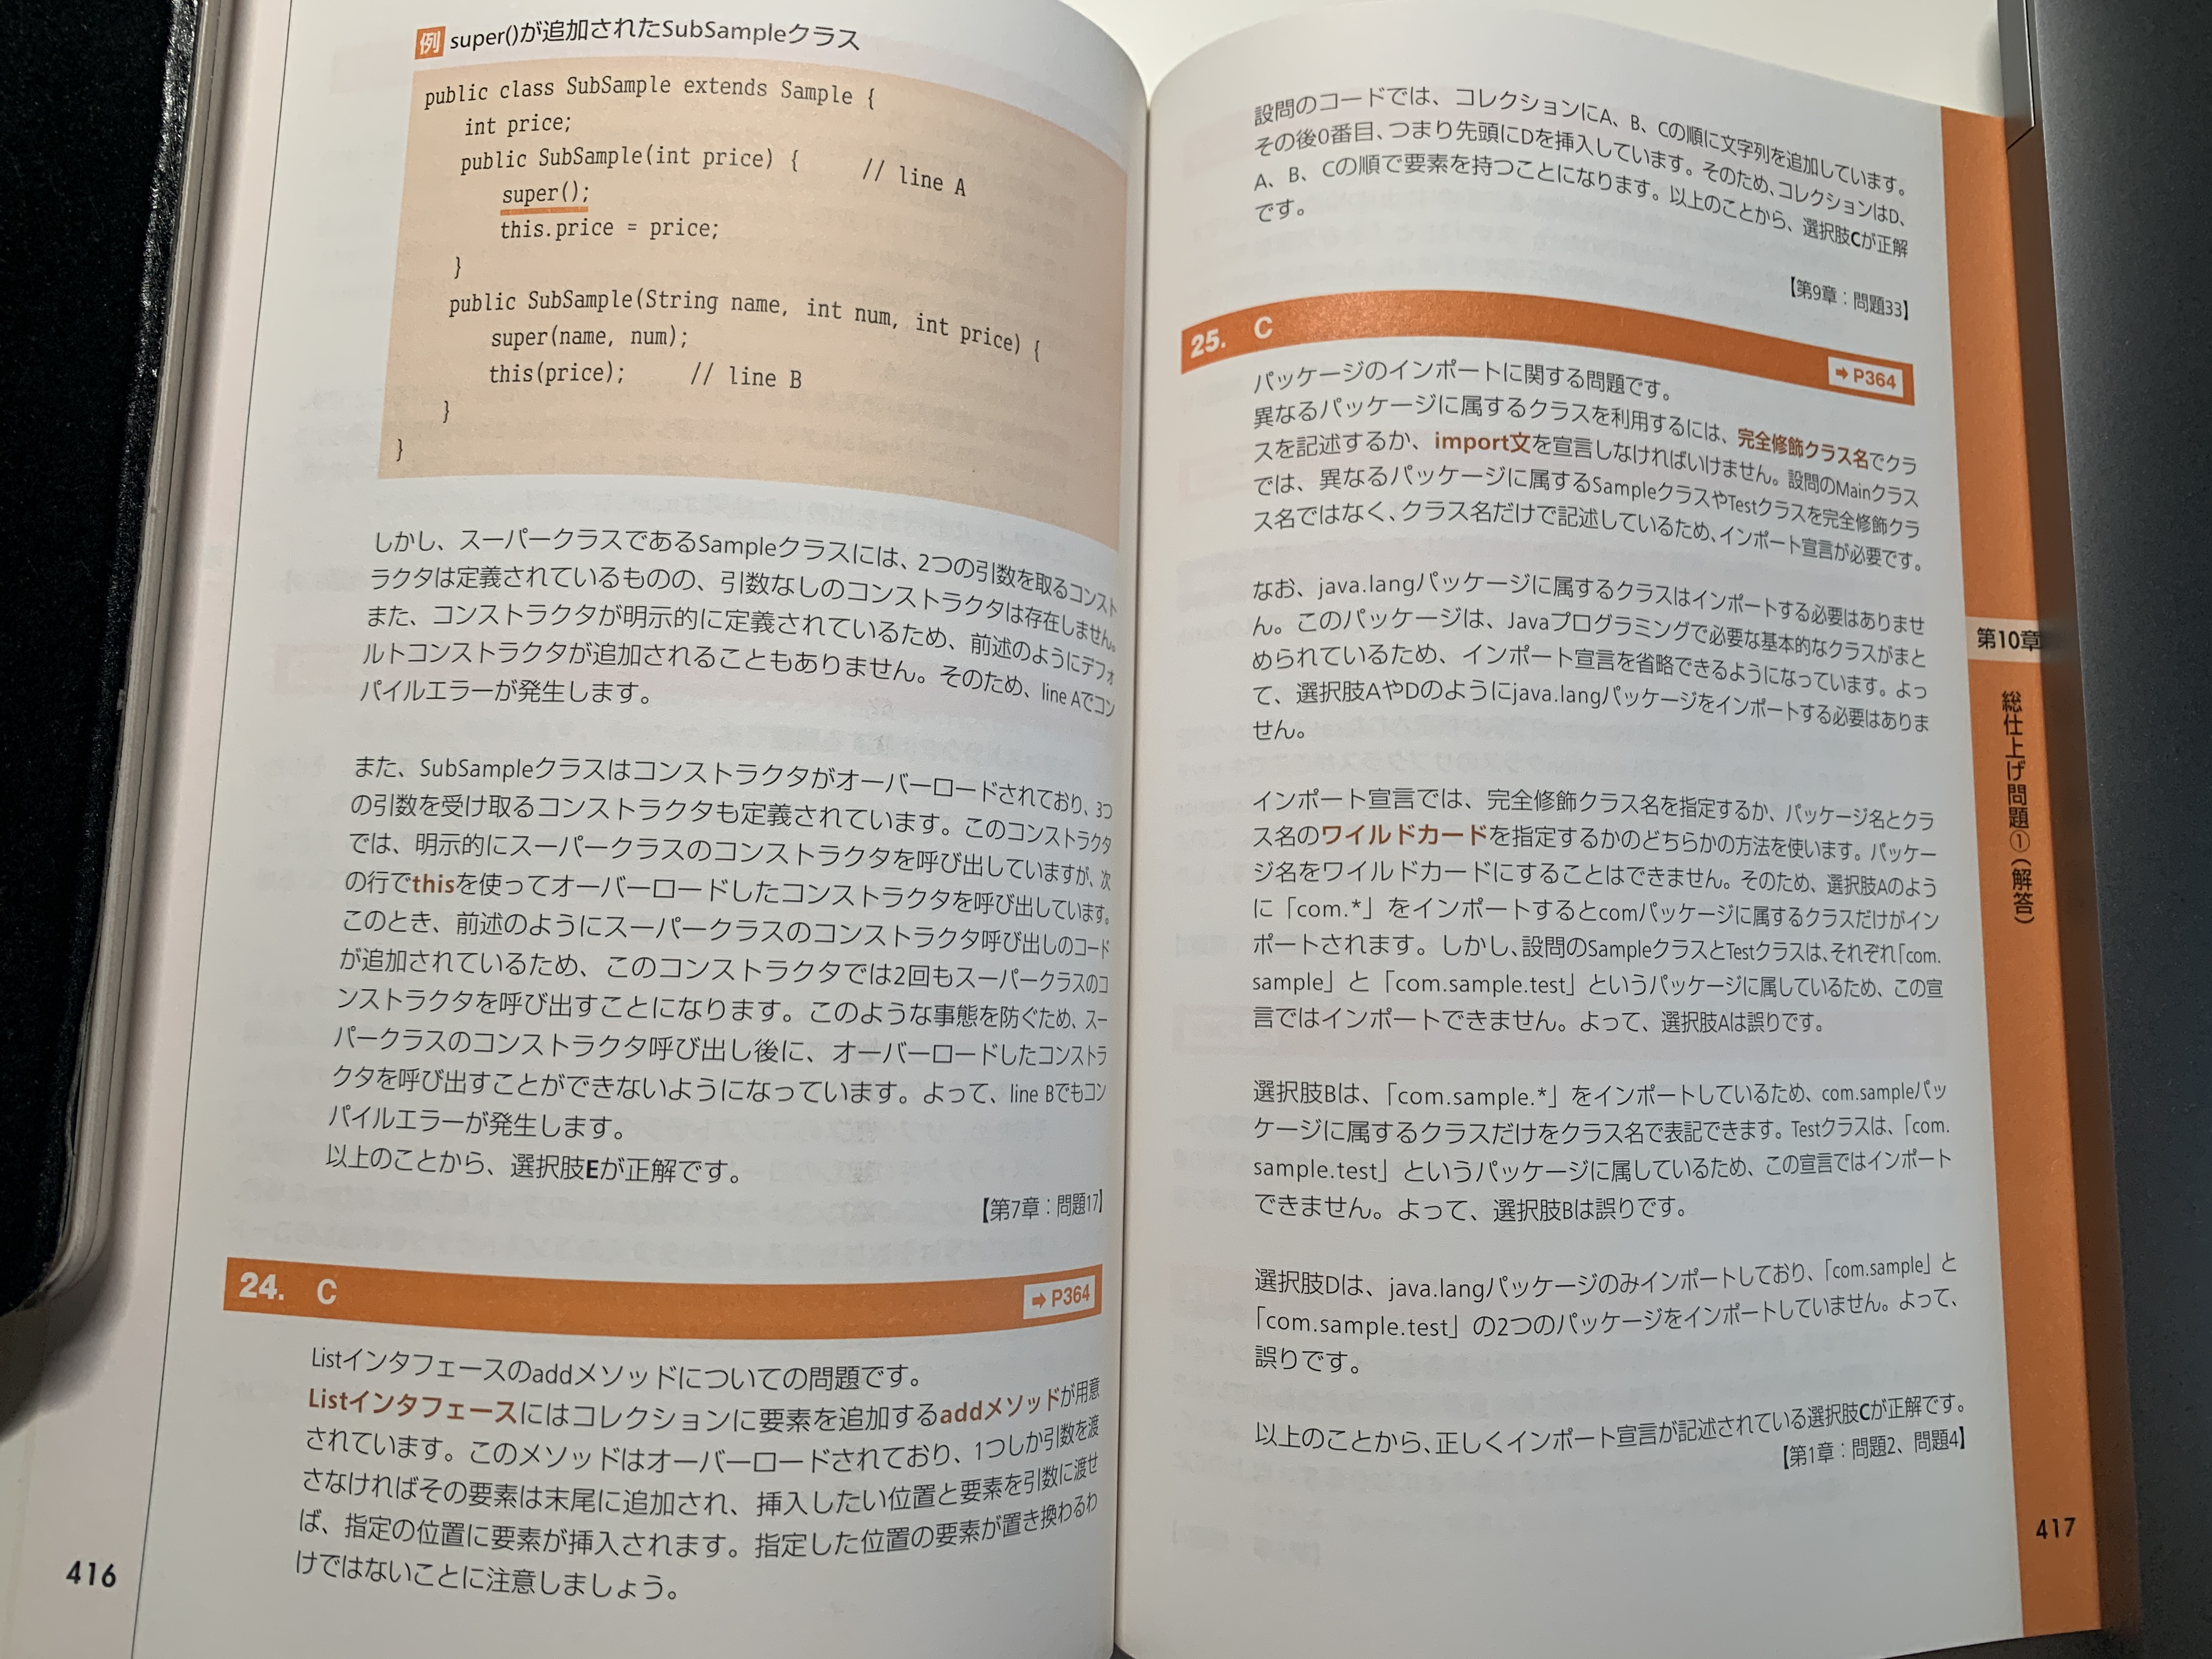 例 super()が追加されたSubSampleクラス
public class SubSample extends Sample {
int price;
public SubSample(int price) { // line A
super();
this.price = price;
}
public SubSample(String name, int num, int price) {
super(name, num);
this(price); // line B
}
}
しかし、スーパークラスであるSampleクラスには、2つの引数を取るコンスト
ラクタは定義されているものの、引数なしのコンストラクタは存在しません。
また、コンストラクタが明示的に定義されているため、前述のようにデフォ
ルトコンストラクタが追加されることもありません。そのため、line Aでコン
パイルエラーが発生します。
また、SubSampleクラスはコンストラクタがオーバーロードされており、3つ
の引数を受け取るコンストラクタも定義されています。このコンストラクタ
では、明示的にスーパークラスのコンストラクタを呼び出していますが、次
の行でthisを使ってオーバーロードしたコンストラクタを呼び出しています。
このとき、前述のようにスーパークラスのコンストラクタ呼び出しのコード
が追加されているため、このコンストラクタでは2回もスーパークラスのコ
ンストラクタを呼び出すことになります。このような事態を防ぐため、スー
パークラスのコンストラクタ呼び出し後に、オーバーロードしたコンストラ
クタを呼び出すことができないようになっています。よって、line Bでもコン
パイルエラーが発生します。
以上のことから、選択肢Eが正解です。
【第7章：問題17】
24. C ➡P364
Listインタフェースのaddメソッドについての問題です。
Listインタフェースにはコレクションに要素を追加するaddメソッドが用意
されています。このメソッドはオーバーロードされており、1つしか引数を渡
さなければその要素は末尾に追加され、挿入したい位置と要素を引数に渡せ
ば、指定の位置に要素が挿入されます。指定した位置の要素が置き換わるわ
けではないことに注意しましょう。
416
設問のコードでは、コレクションにA、B、Cの順に文字列を追加しています。
その後0番目、つまり先頭にDを挿入しています。そのため、コレクションはD、
A、B、Cの順で要素を持つことになります。以上のことから、選択肢Cが正解
です。
【第9章：問題33】
25. C ➡P364
パッケージのインポートに関する問題です。
異なるパッケージに属するクラスを利用するには、完全修飾クラス名でクラ
スを記述するか、import文を宣言しなければいけません。設問のMainクラス
では、異なるパッケージに属するSampleクラスやTestクラスを完全修飾クラ
ス名ではなく、クラス名だけで記述しているため、インポート宣言が必要です。
なお、java.langパッケージに属するクラスはインポートする必要はありませ
ん。このパッケージは、Javaプログラミングで必要な基本的なクラスがまと
められているため、インポート宣言を省略できるようになっています。よっ
て、選択肢AやDのようにjava.langパッケージをインポートする必要はありま
せん。
インポート宣言では、完全修飾クラス名を指定するか、パッケージ名とクラ
ス名のワイルドカードを指定するかのどちらかの方法を使います。パッケー
ジ名をワイルドカードにすることはできません。そのため、選択肢Aのよう
に「com.*」をインポートするとcomパッケージに属するクラスだけがイン
ポートされます。しかし、設問のSampleクラスとTestクラスは、それぞれ「com.
sample」と「com.sample.test」というパッケージに属しているため、この宣
言ではインポートできません。よって、選択肢Aは誤りです。
選択肢Bは、「com.sample.*」をインポートしているため、com.sampleパッ
ケージに属するクラスだけをクラス名で表記できます。Testクラスは、「com.
sample.test」というパッケージに属しているため、この宣言ではインポート
できません。よって、選択肢Bは誤りです。
選択肢Dは、java.langパッケージのみインポートしており、「com.sample」と
「com.sample.test」の2つのパッケージをインポートしていません。よって、
誤りです。
以上のことから、正しくインポート宣言が記述されている選択肢Cが正解です。
【第1章：問題2、問題4】
第10章
総仕上げ問題①（解答）
417